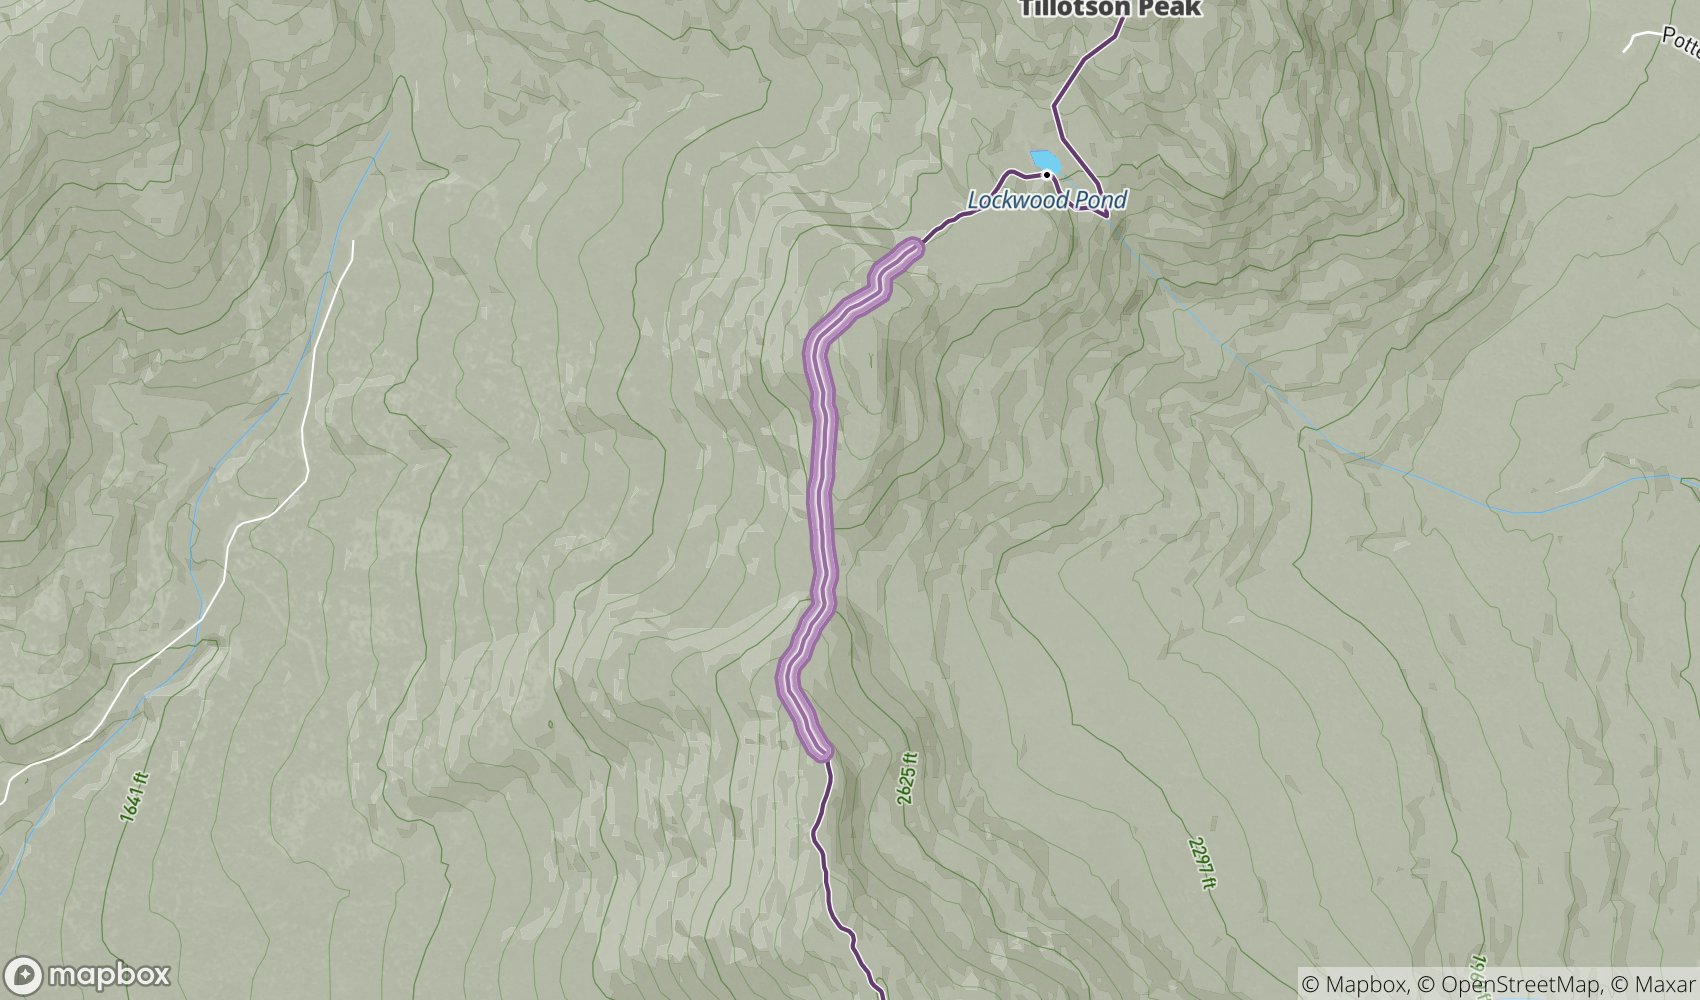 Tillotson Peak
Lockwood Pond
2625 ft
1641 ft
2297 ft
mapbox
© Mapbox, © OpenStreetMap, © Maxar